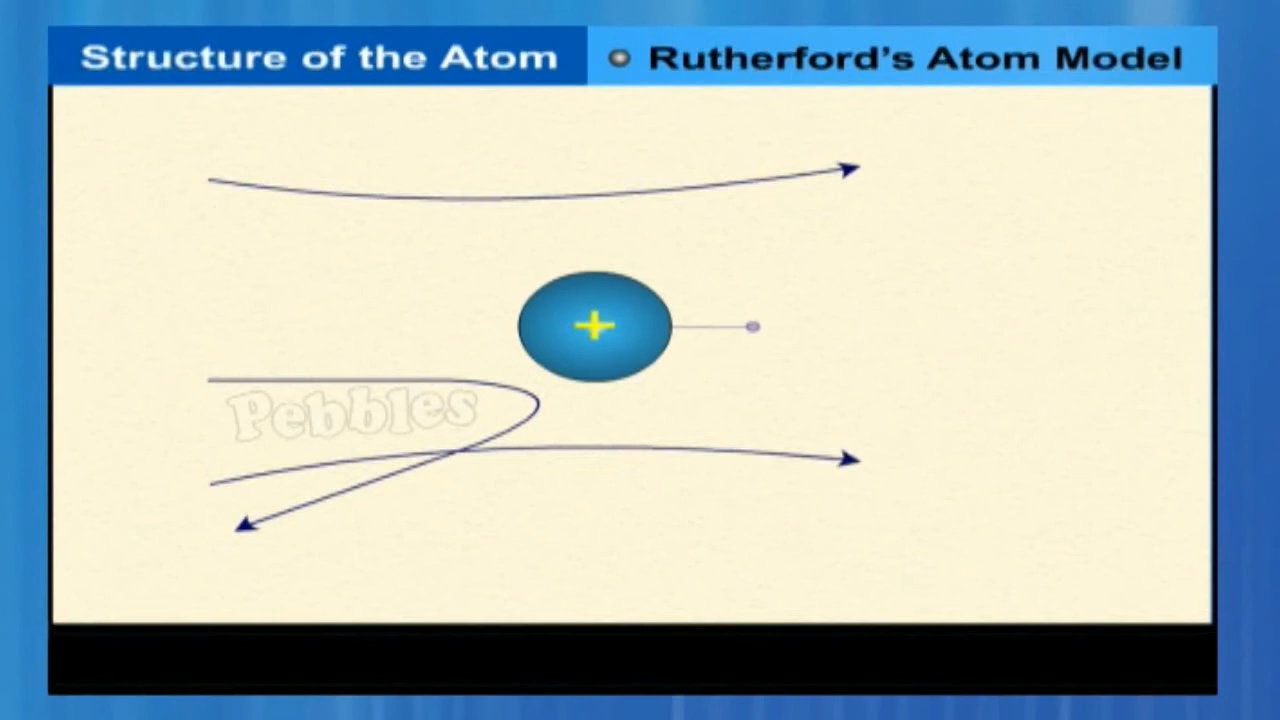 Structure of the Atom
Rutherford's Atom Model
+
Pebbles